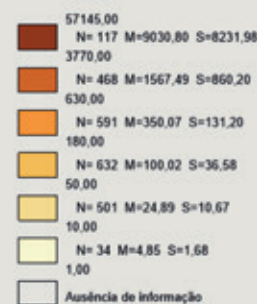 57145,00
N= 117 M=9030,80 S=8231,98
3770,00
N= 468 M=1567,49 S=860,20
630,00
N= 591 M=350,07 S=131,20
180,00
N= 632 M=100,02 S=36,58
50,00
N= 501 M=24,89 S=10,67
10,00
N= 34 M=4,85 S=1,68
1,00
Ausência de informação